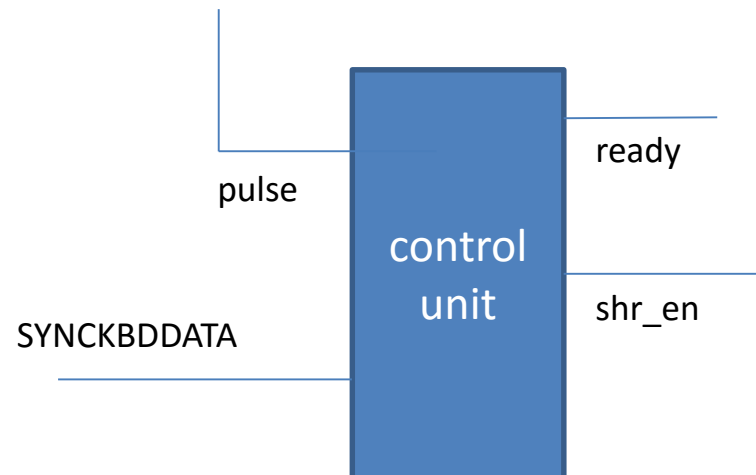 ready
pulse
control
unit
shr_en
SYNCKBDDATA